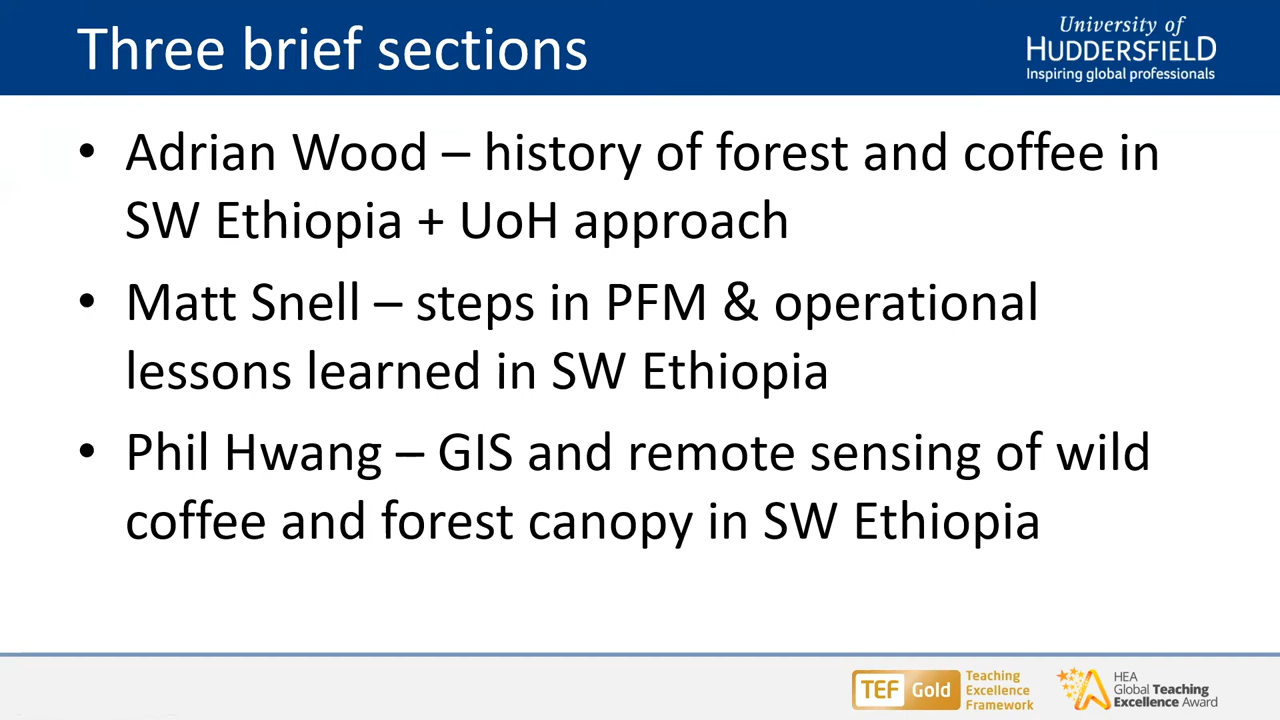 Three brief sections
University of
HUDDERSFIELD
Inspiring global professionals
• Adrian Wood – history of forest and coffee in
SW Ethiopia + UoH approach
• Matt Snell – steps in PFM & operational
lessons learned in SW Ethiopia
• Phil Hwang – GIS and remote sensing of wild
coffee and forest canopy in SW Ethiopia
TEF Gold
Teaching
Excellence
Framework
HEA
Global Teaching
Excellence Award